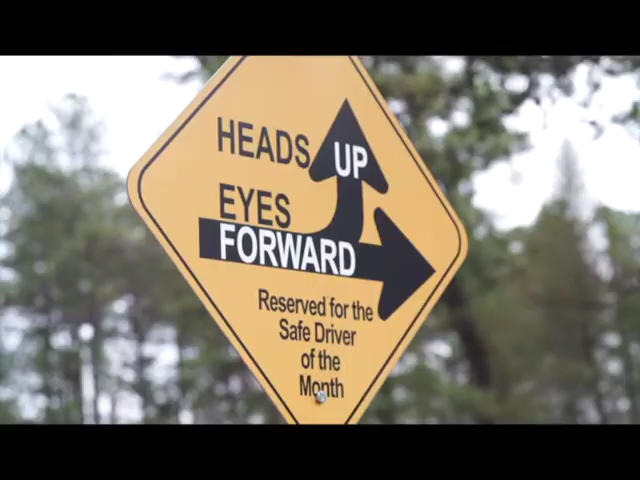 HEADS UP
EYES
FORWARD
Reserved for the
Safe Driver
of the
Month